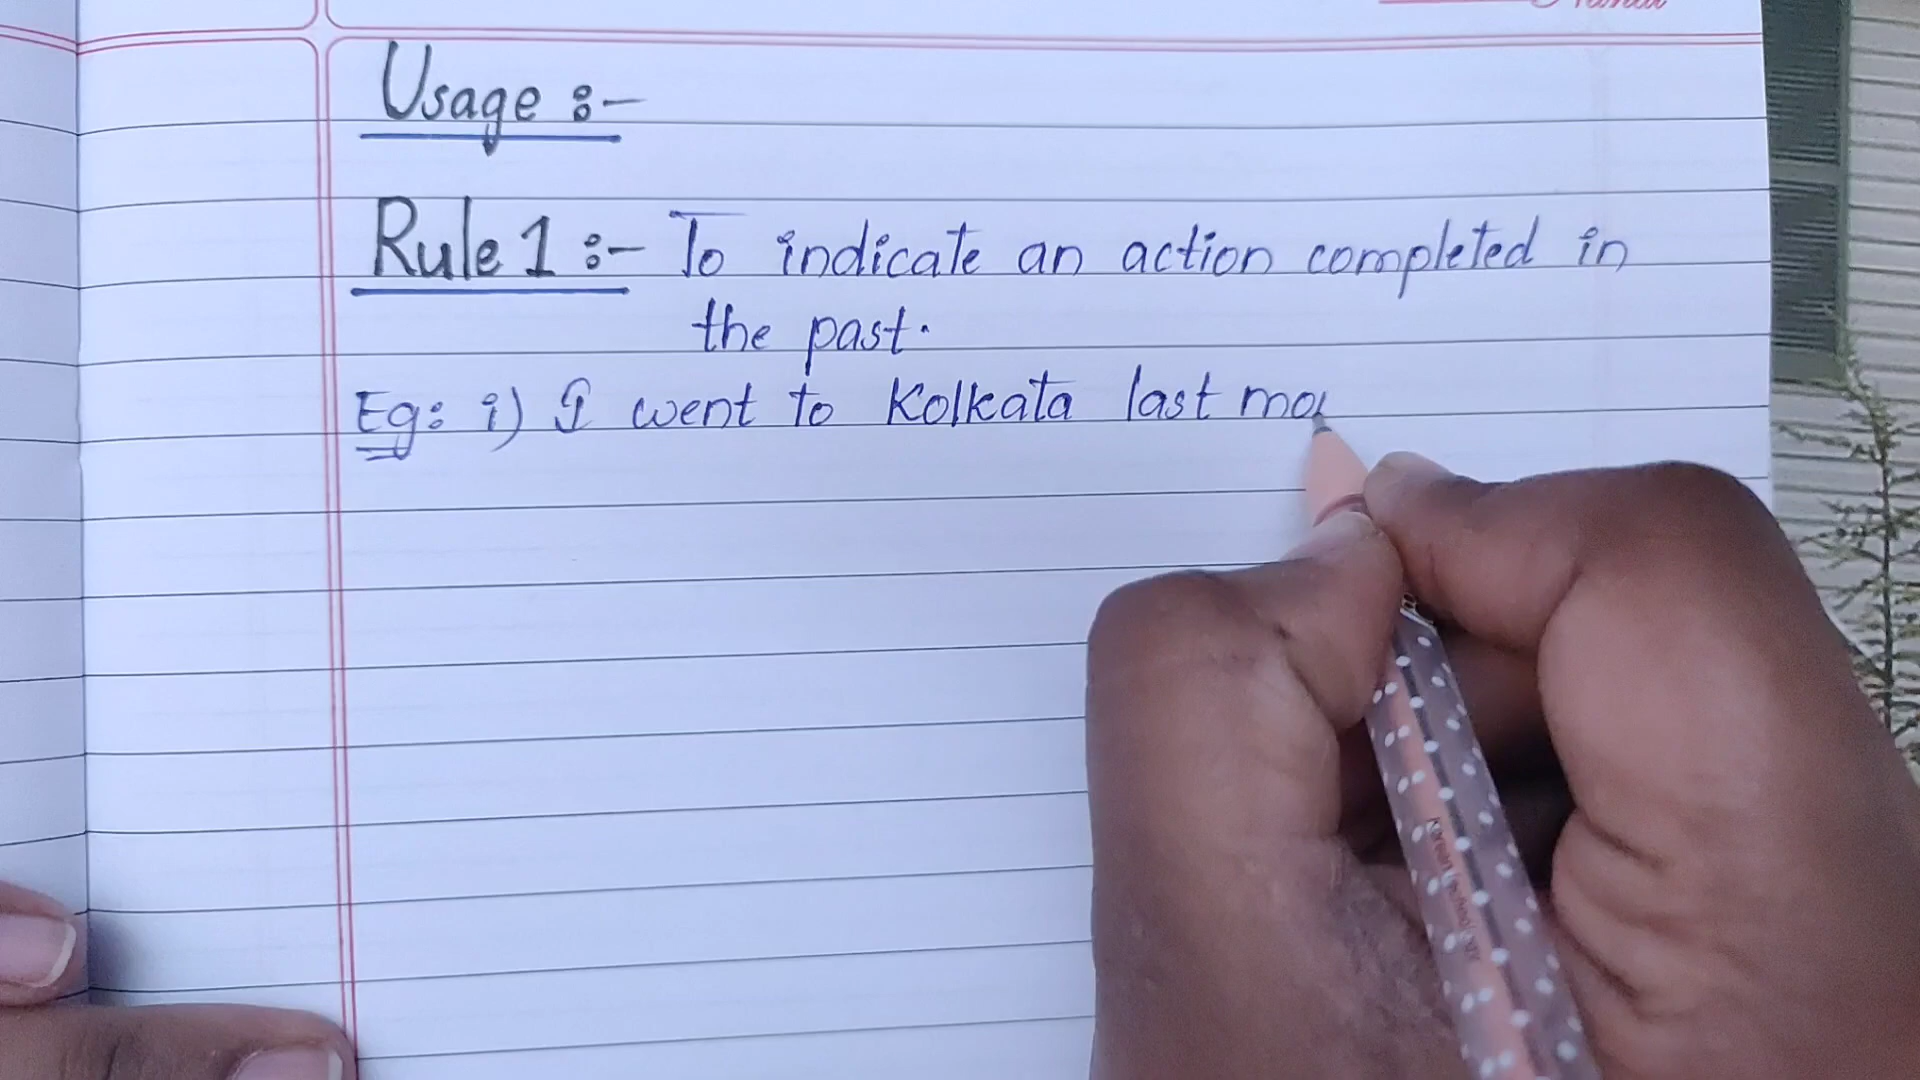 Usage :-
Rule 1 :- To indicate an action completed in
the past.
Eg: i) I went to Kolkata last mo